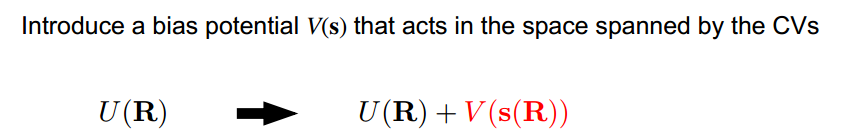 Introduce a bias potential V(s) that acts in the space spanned by the CVs
U(R) → U(R) + V(s(R))